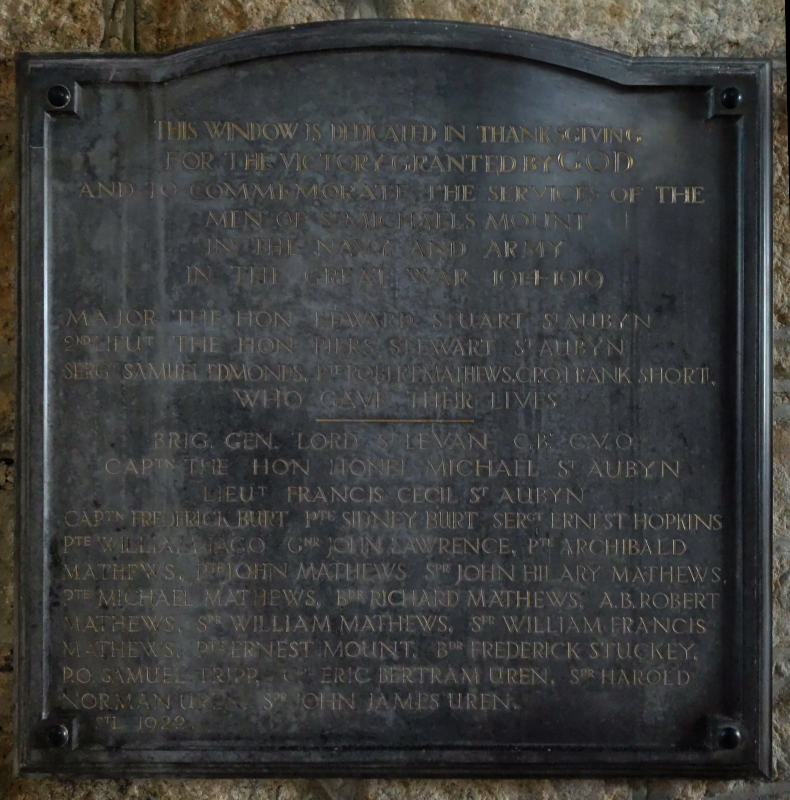 THIS WINDOW IS DEDICATED IN THANKSGIVING
FOR THE VICTORY GRANTED BY GOD
AND TO COMMEMORATE THE SERVICES OF THE
MEN OF ST MICHAELS MOUNT
IN THE NAVY AND ARMY
IN THE GREAT WAR 1914-1919
MAJOR THE HON EDWARD STUART ST AUBYN
2ND LIEUT THE HON PIERS STEWART ST AUBYN
SERGT SAMUEL EDMONDS, PTE ROBERT MATHEWS, C.P.O. FRANK SHORT,
WHO GAVE THEIR LIVES
BRIG. GEN. LORD ST LEVAN C.B. C.V.O.
CAPTN THE HON LIONEL MICHAEL ST AUBYN
LIEUT FRANCIS CECIL ST AUBYN
CAPTN FREDERICK BURT PTE SIDNEY BURT SERGT ERNEST HOPKINS
PTE WILLIAM JAGO GNR JOHN LAWRENCE, PTE ARCHIBALD
MATHEWS, PTE JOHN MATHEWS SPR JOHN HILARY MATHEWS,
PTE MICHAEL MATHEWS, BDR RICHARD MATHEWS, A.B. ROBERT
MATHEWS, SPR WILLIAM MATHEWS, SPR WILLIAM FRANCIS
MATHEWS, PTE ERNEST MOUNT, BDR FREDERICK STUCKEY,
P.O. SAMUEL TRIPP, ERIC BERTRAM UREN, SPR HAROLD
NORMAN UREN, SPR JOHN JAMES UREN.
STL 1922.